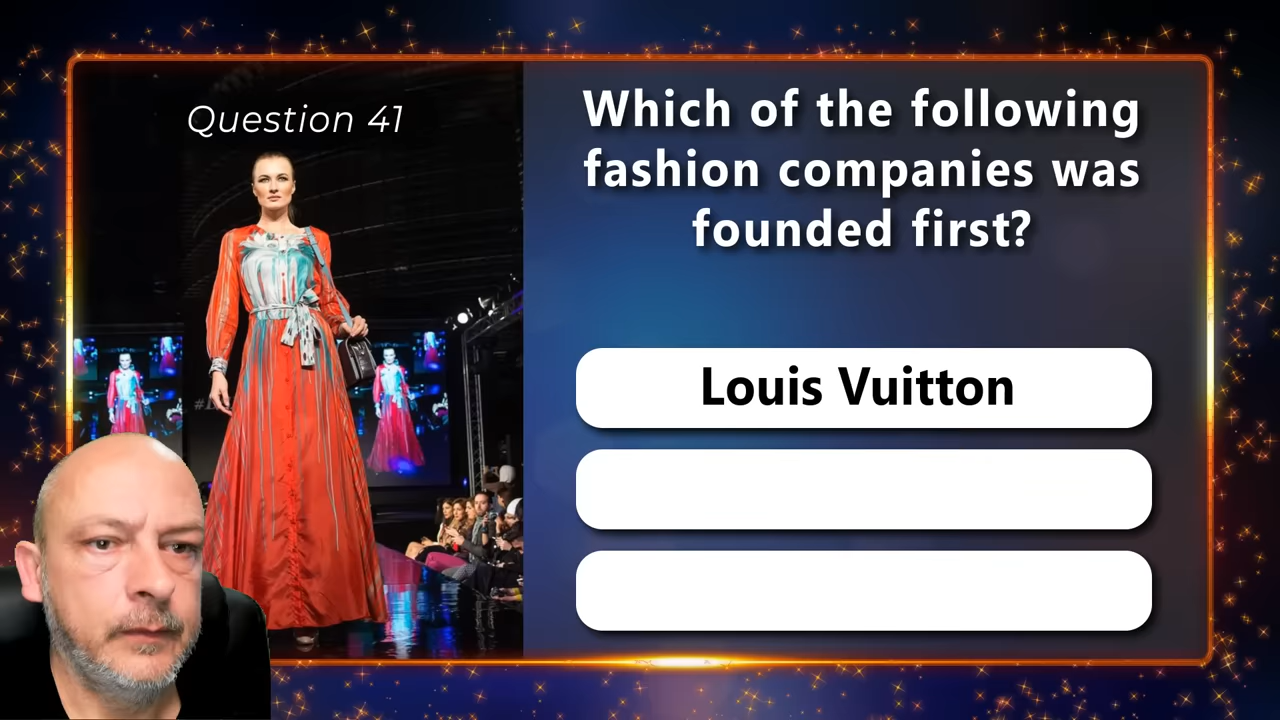 Question 41
Which of the following
fashion companies was
founded first?
Louis Vuitton